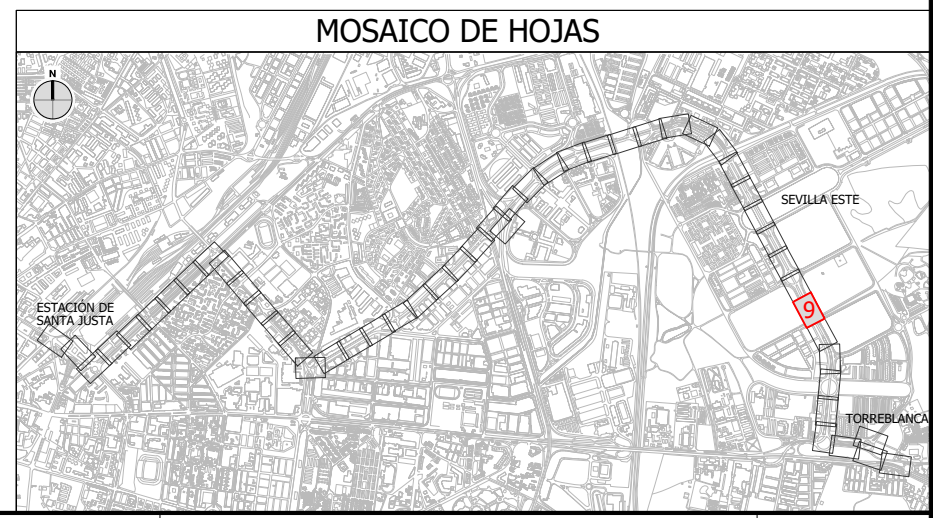 MOSAICO DE HOJAS
N
SEVILLA ESTE
ESTACIÓN DE
SANTA JUSTA
9
TORREBLANCA